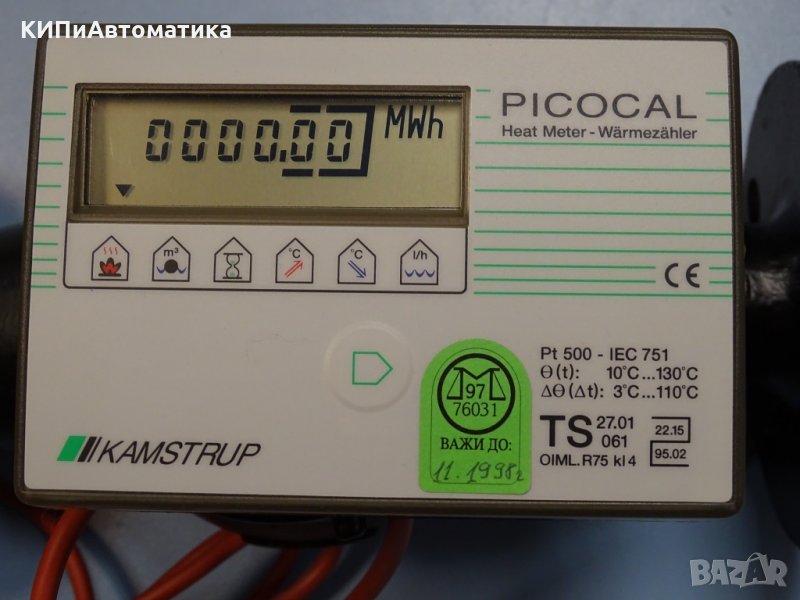 КИПиАвтоматика
0000.00 MWh
PICOCAL
Heat Meter - Wärmezähler
m³
°C
°C
l/h
CE
Pt 500 - IEC 751
Θ(t): 10°C...130°C
ΔΘ(Δt): 3°C...110°C
TS 27.01 061
22.15
95.02
OIML.R75 kl 4
97
76031
ВАЖИ ДО:
11.1998г
KAMSTRUP
BAZAR